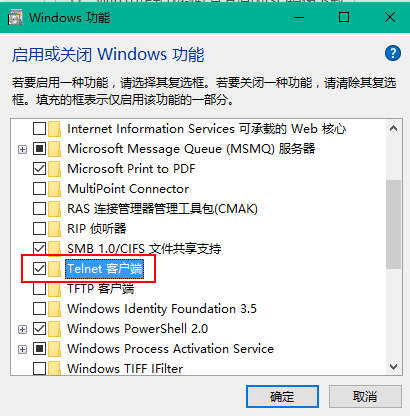 Windows 功能
启用或关闭 Windows 功能
若要启用一种功能，请选择其复选框。若要关闭一种功能，请清除其复选
框。填充的框表示仅启用该功能的一部分。
Internet Information Services 可承载的 Web 核心
Microsoft Message Queue (MSMQ) 服务器
Microsoft Print to PDF
MultiPoint Connector
RAS 连接管理器管理工具包(CMAK)
RIP 侦听器
SMB 1.0/CIFS 文件共享支持
Telnet 客户端
TFTP 客户端
Windows Identity Foundation 3.5
Windows PowerShell 2.0
Windows Process Activation Service
Windows TIFF IFilter
确定
取消